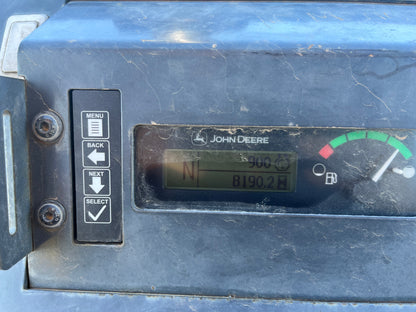 MENU
BACK
NEXT
SELECT
JOHN DEERE
N 900
8190.2